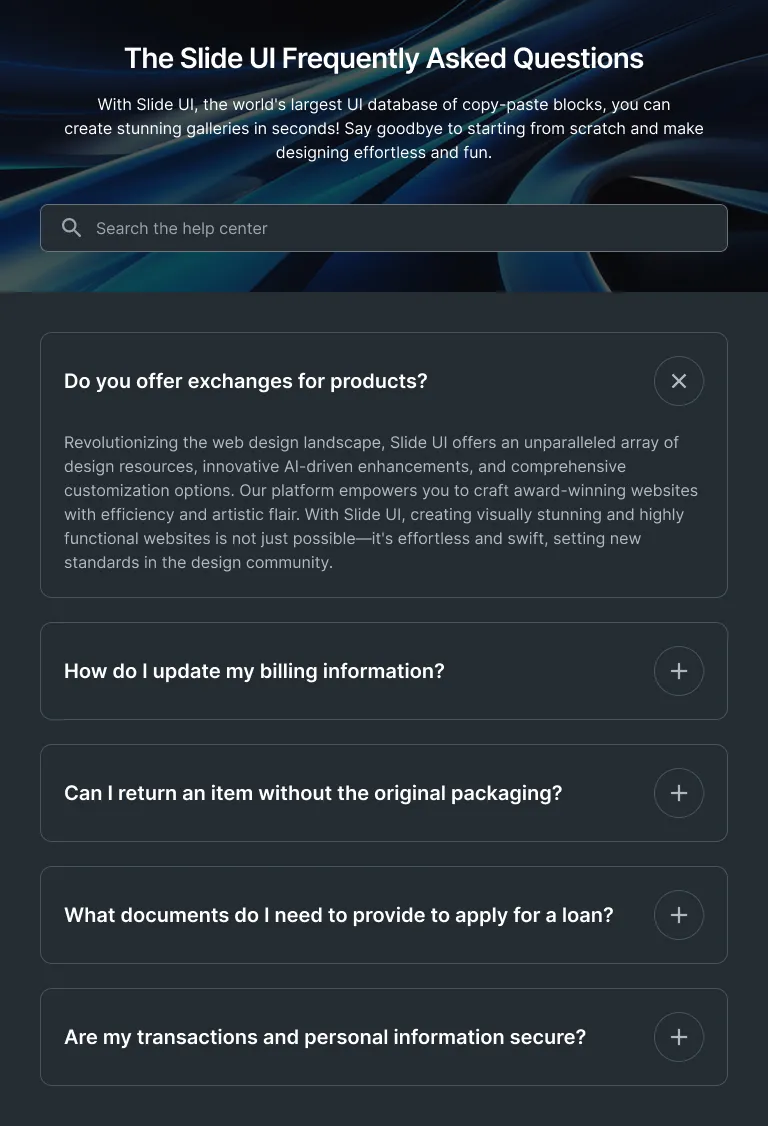 The Slide UI Frequently Asked Questions
With Slide UI, the world's largest UI database of copy-paste blocks, you can
create stunning galleries in seconds! Say goodbye to starting from scratch and make
designing effortless and fun.
Search the help center
Do you offer exchanges for products?
Revolutionizing the web design landscape, Slide UI offers an unparalleled array of
design resources, innovative AI-driven enhancements, and comprehensive
customization options. Our platform empowers you to craft award-winning websites
with efficiency and artistic flair. With Slide UI, creating visually stunning and highly
functional websites is not just possible—it's effortless and swift, setting new
standards in the design community.
How do I update my billing information?
Can I return an item without the original packaging?
What documents do I need to provide to apply for a loan?
Are my transactions and personal information secure?